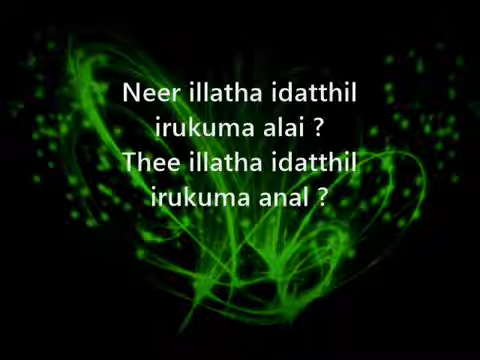 Neer illatha idatthil
irukuma alai ?
Thee illatha idatthil
irukuma anal ?